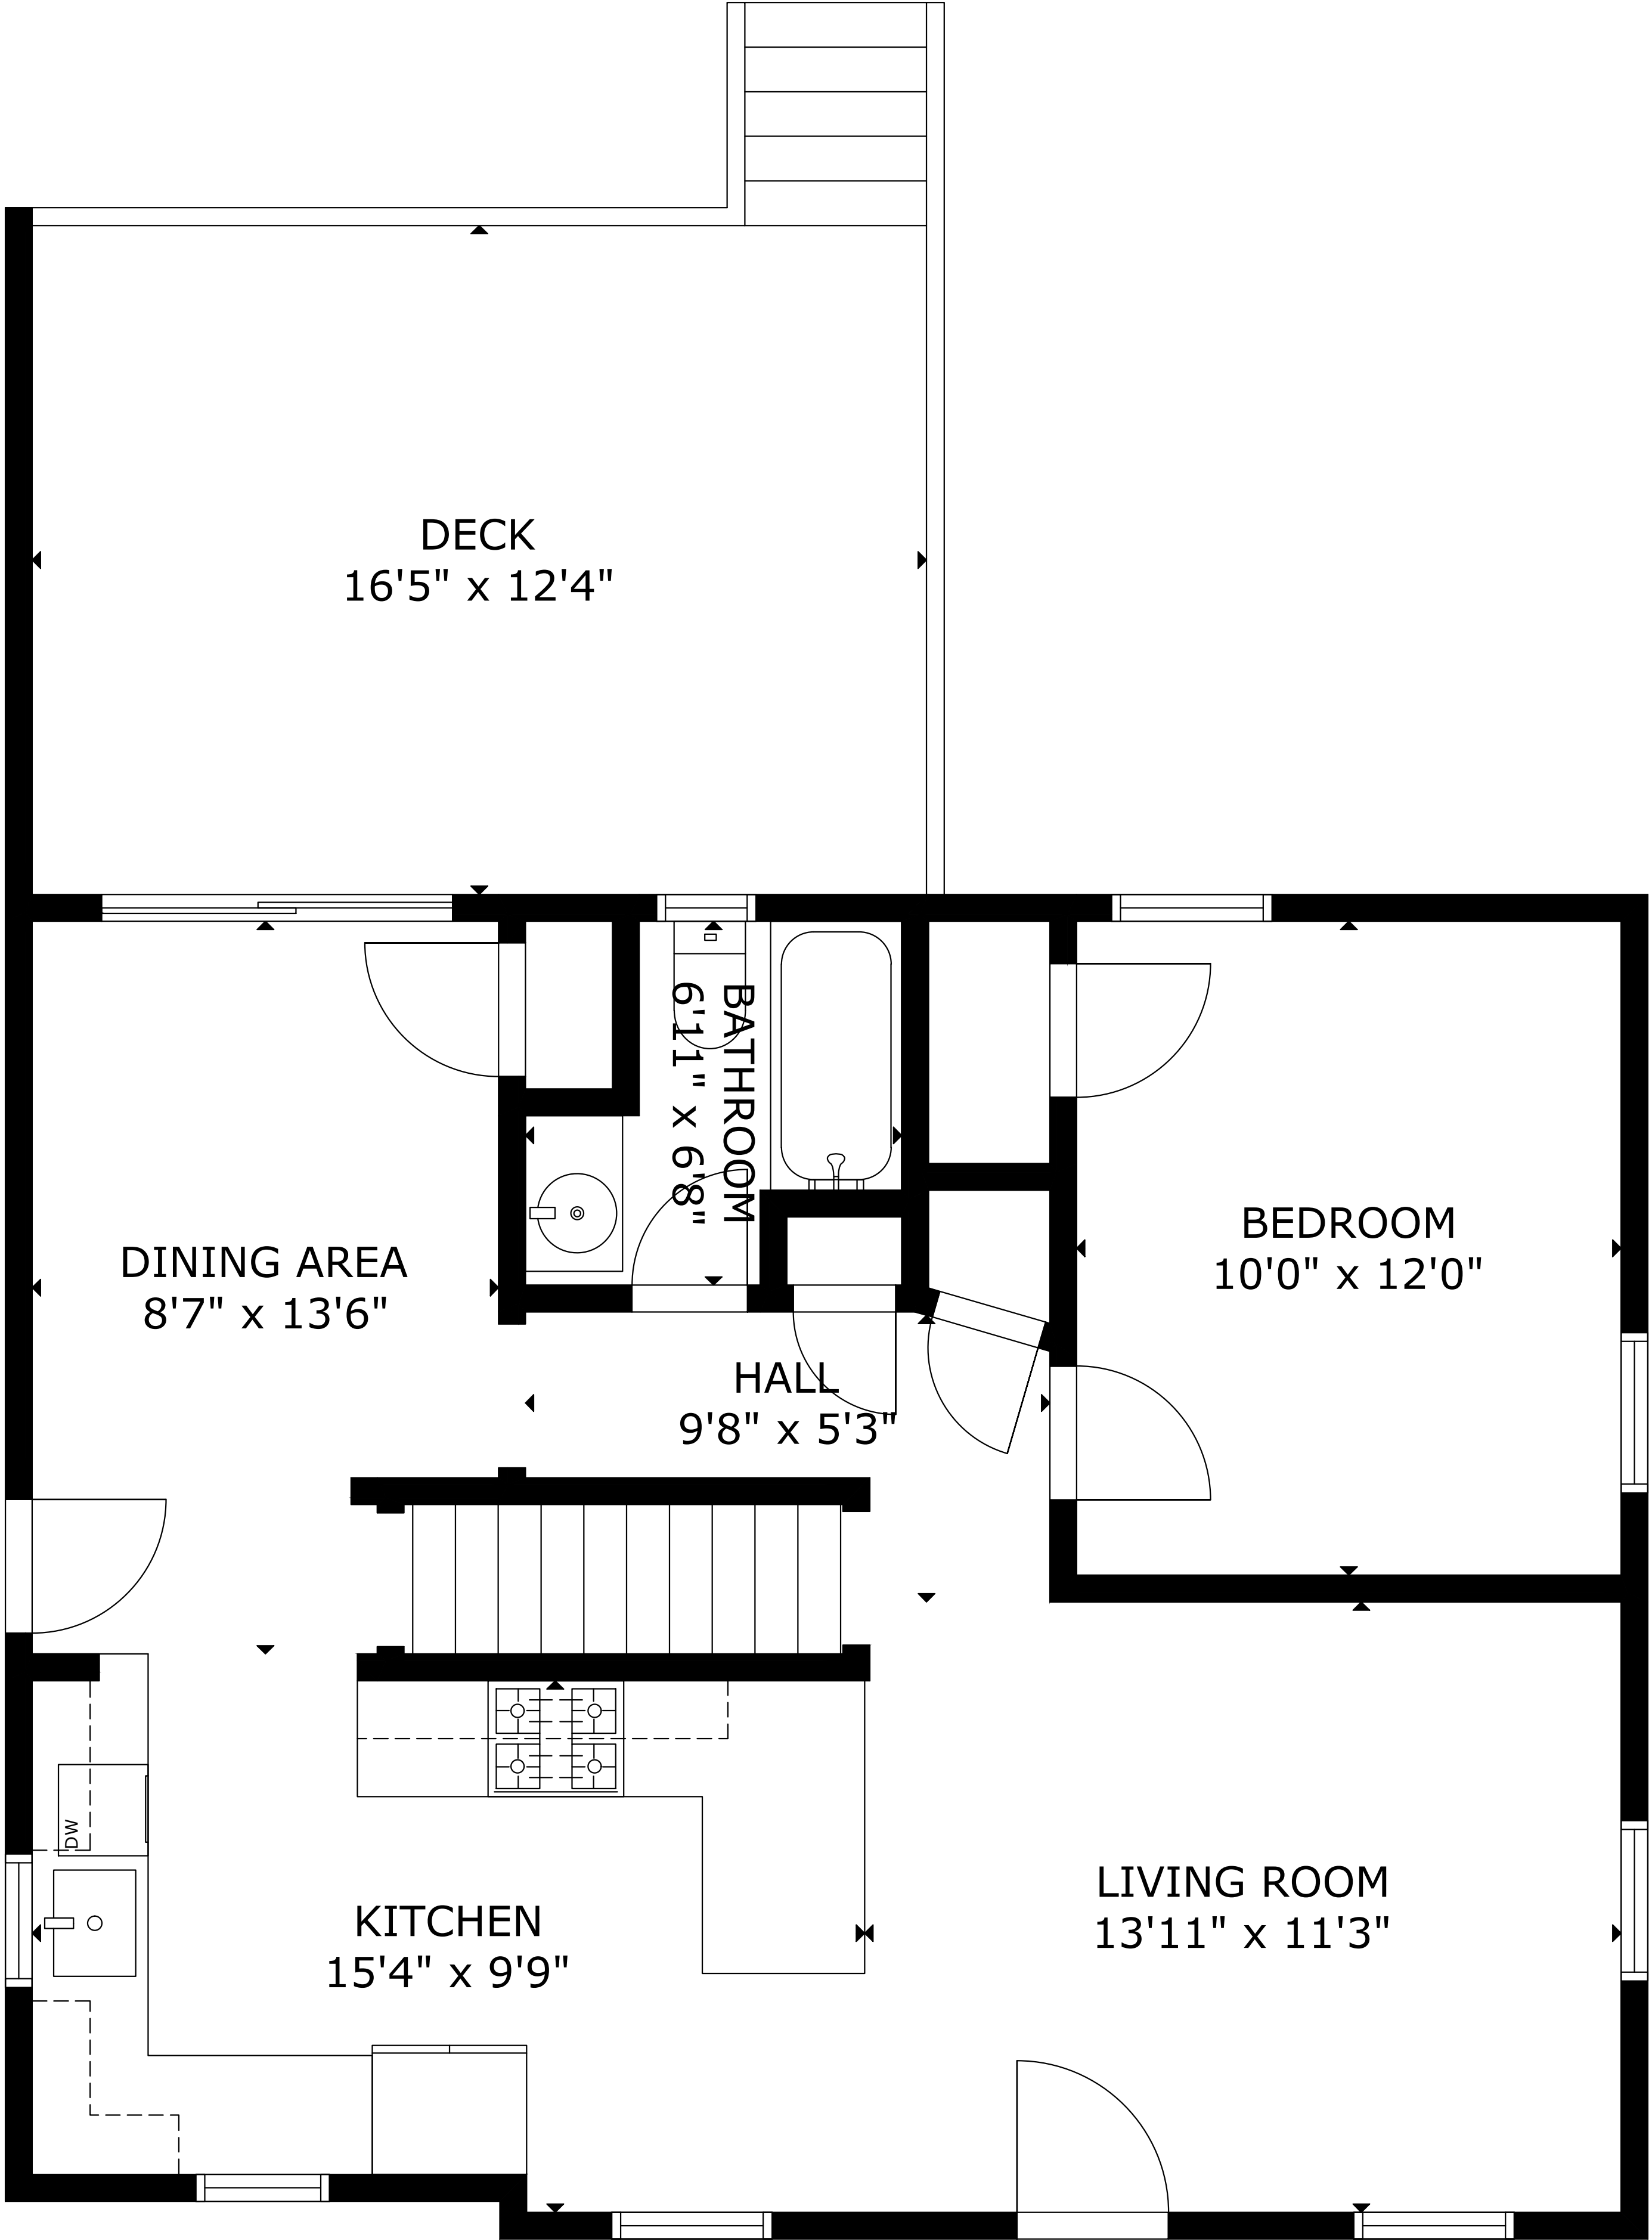 DECK
16'5" x 12'4"
BATHROOM
6'11" x 6'8"
DINING AREA
8'7" x 13'6"
BEDROOM
10'0" x 12'0"
HALL
9'8" x 5'3"
DW
KITCHEN
15'4" x 9'9"
LIVING ROOM
13'11" x 11'3"